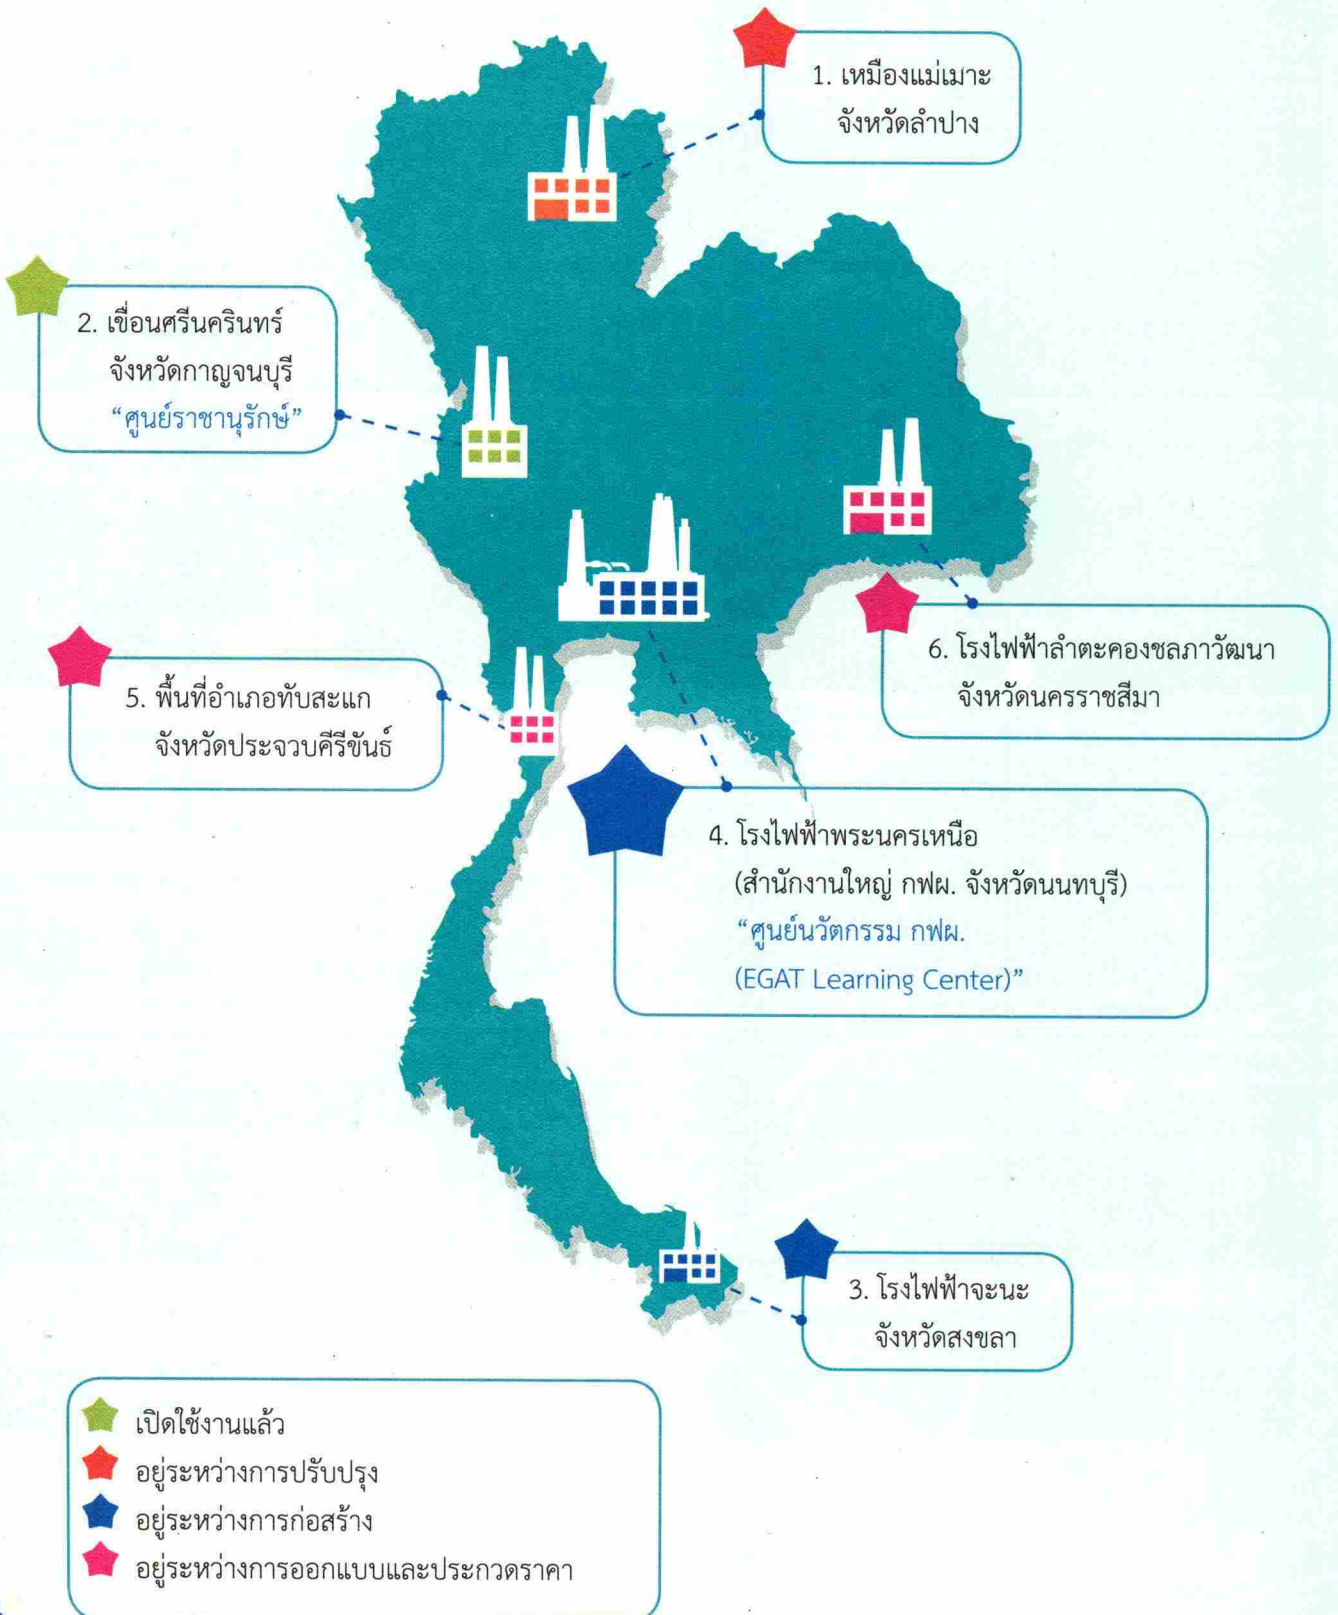 1. เหมืองแม่เมาะ
จังหวัดลำปาง
2. เขื่อนศรีนครินทร์
จังหวัดกาญจนบุรี
“ศูนย์ราชานุรักษ์”
6. โรงไฟฟ้าลำตะคองชลภาวัฒนา
จังหวัดนครราชสีมา
5. พื้นที่อำเภอทับสะแก
จังหวัดประจวบคีรีขันธ์
4. โรงไฟฟ้าพระนครเหนือ
(สำนักงานใหญ่ กฟผ. จังหวัดนนทบุรี)
“ศูนย์นวัตกรรม กฟผ.
(EGAT Learning Center)”
3. โรงไฟฟ้าจะนะ
จังหวัดสงขลา
เปิดใช้งานแล้ว
อยู่ระหว่างการปรับปรุง
อยู่ระหว่างการก่อสร้าง
อยู่ระหว่างการออกแบบและประกวดราคา